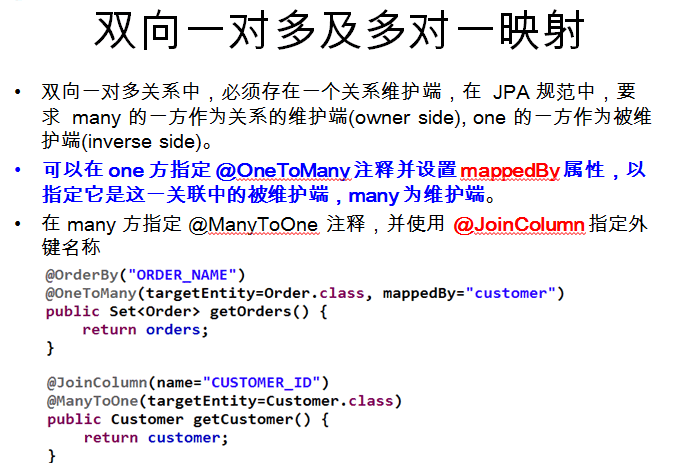 双向一对多及多对一映射
• 双向一对多关系中，必须存在一个关系维护端，在 JPA 规范中，要
求 many 的一方作为关系的维护端(owner side), one 的一方作为被维
护端(inverse side)。
• 可以在 one 方指定 @OneToMany 注释并设置 mappedBy 属性，以
指定它是这一关联中的被维护端，many 为维护端。
• 在 many 方指定 @ManyToOne 注释，并使用 @JoinColumn 指定外
键名称
@OrderBy("ORDER_NAME")
@OneToMany(targetEntity=Order.class, mappedBy="customer")
public Set<Order> getOrders() {
    return orders;
}
@JoinColumn(name="CUSTOMER_ID")
@ManyToOne(targetEntity=Customer.class)
public Customer getCustomer() {
    return customer;
}